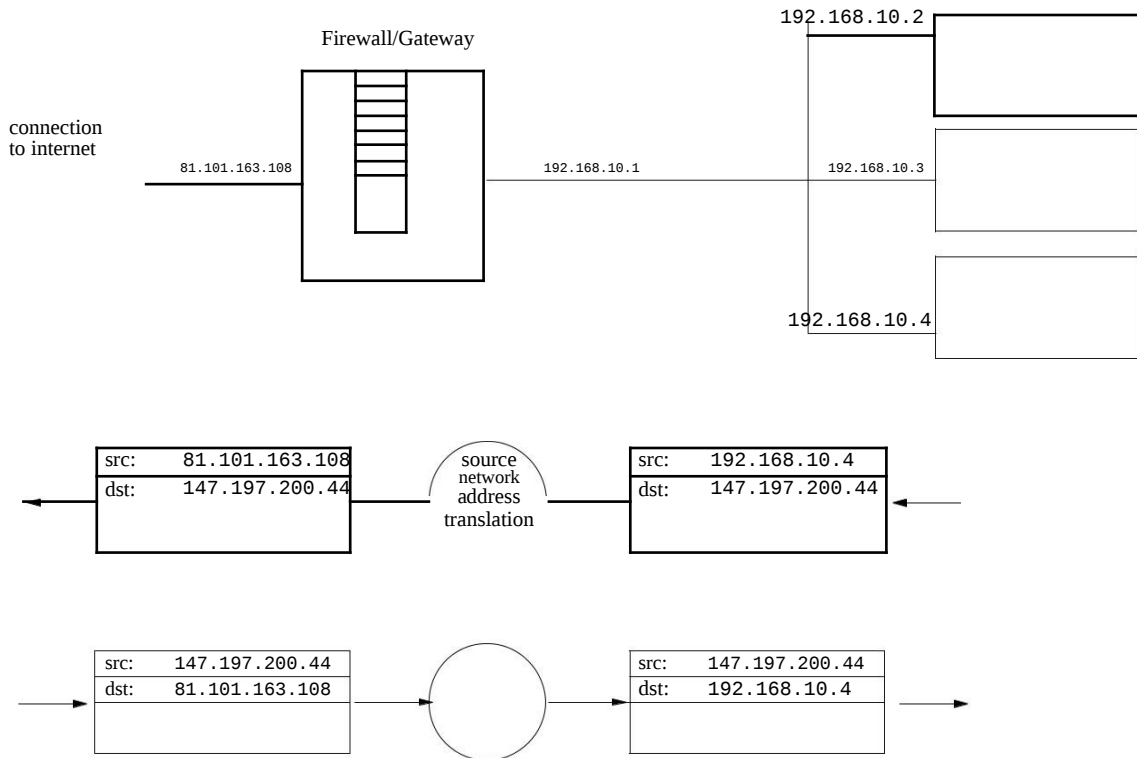 192.168.10.2
Firewall/Gateway
connection
to internet
81.101.163.108
192.168.10.1
192.168.10.3
192.168.10.4
src: 81.101.163.108
dst: 147.197.200.44
source
network
address
translation
src: 192.168.10.4
dst: 147.197.200.44
src: 147.197.200.44
dst: 81.101.163.108
src: 147.197.200.44
dst: 192.168.10.4